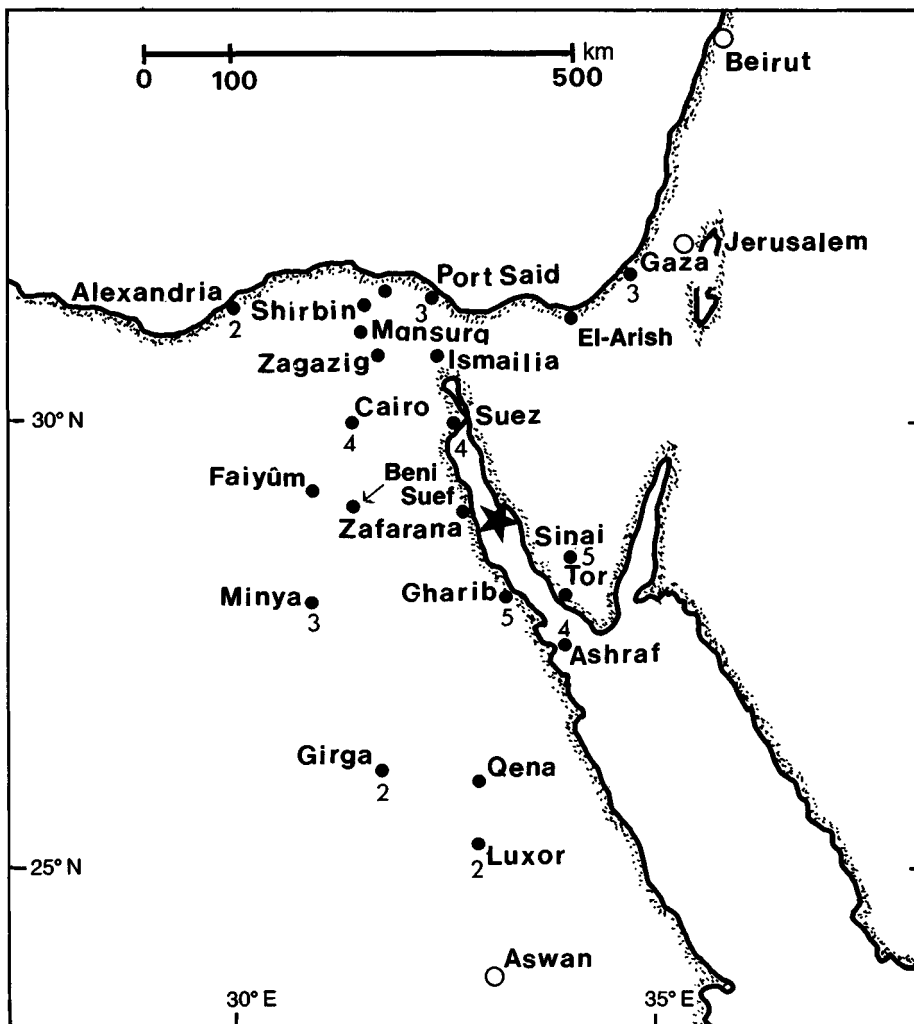 km
0 100 500
Beirut
Jerusalem
Gaza
3
Port Said
3
Alexandria
2
Shirbin
El-Arish
Mansura
Zagazig
Ismailia
30° N
Cairo
4
Suez
4
Faiyûm
Beni
Suef
Zafarana
Sinai
5
Tor
Minya
3
Gharib
5
4
Ashraf
Girga
2
Qena
25° N
Luxor
2
Aswan
30° E
35° E